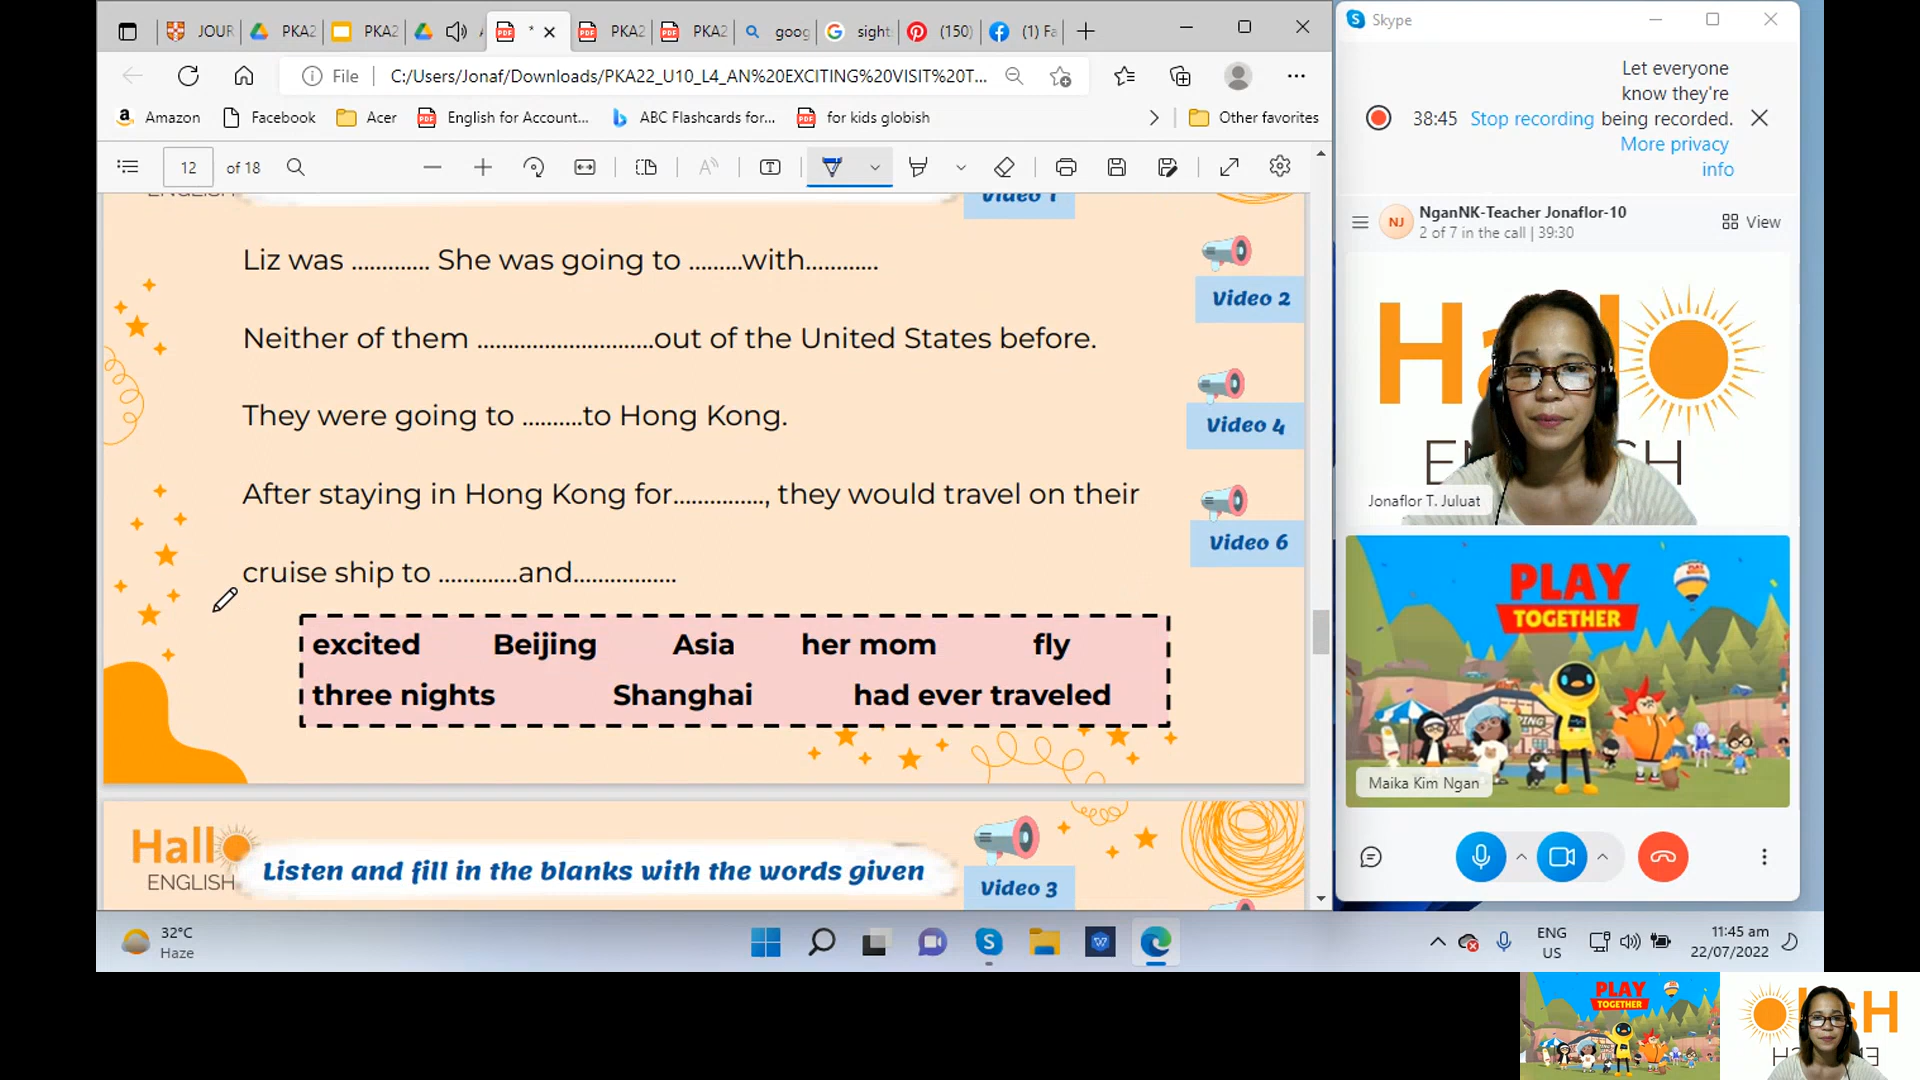 JOUR
PKA2
PKA2
PKA2
PKA2
goog
sight
(150)
(1) Fa
File
C:/Users/Jonaf/Downloads/PKA22_U10_L4_AN%20EXCITING%20VISIT%20T...
Amazon
Facebook
Acer
English for Account...
ABC Flashcards for...
for kids globish
Other favorites
12 of 18
ENGLISH
Video 1
Liz was ............. She was going to .........with............
Video 2
Neither of them ...........................out of the United States before.
They were going to ..........to Hong Kong.
Video 4
After staying in Hong Kong for..............., they would travel on their
Video 6
cruise ship to .............and.................
excited Beijing Asia her mom fly
three nights Shanghai had ever traveled
Hallo
ENGLISH
Listen and fill in the blanks with the words given
Video 3
Skype
38:45
Stop recording
Let everyone
know they're
being recorded.
More privacy
info
NJ
NganNK-Teacher Jonaflor-10
2 of 7 in the call | 39:30
View
Jonaflor T. Juluat
PLAY
TOGETHER
Maika Kim Ngan
32°C
Haze
ENG
US
11:45 am
22/07/2022
PLAY
TOGETHER